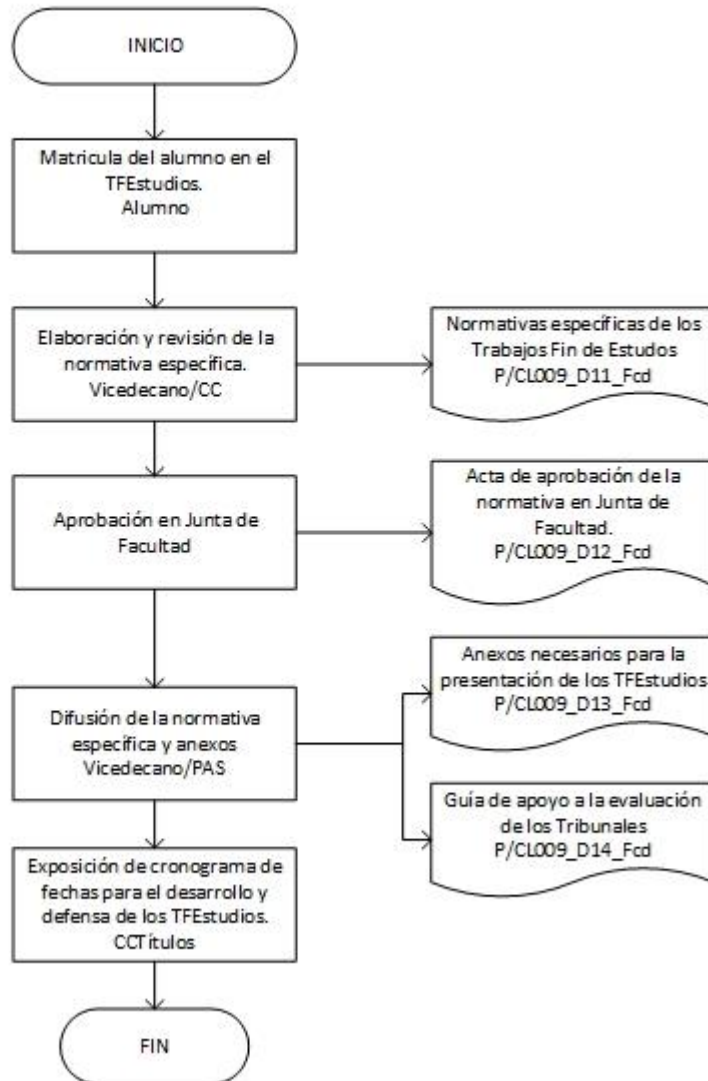 INICIO
Matricula del alumno en el
TFEstudios.
Alumno
Elaboración y revisión de la
normativa específica.
Vicedecano/CC
Normativas específicas de los
Trabajos Fin de Estudos
P/CL009_D11_Fcd
Aprobación en Junta de
Facultad
Acta de aprobación de la
normativa en Junta de
Facultad.
P/CL009_D12_Fcd
Difusión de la normativa
específica y anexos
Vicedecano/PAS
Anexos necesarios para la
presentación de los TFEstudios
P/CL009_D13_Fcd
Guía de apoyo a la evaluación
de los Tribunales
P/CL009_D14_Fcd
Exposición de cronograma de
fechas para el desarrollo y
defensa de los TFEstudios.
CCTítulos
FIN